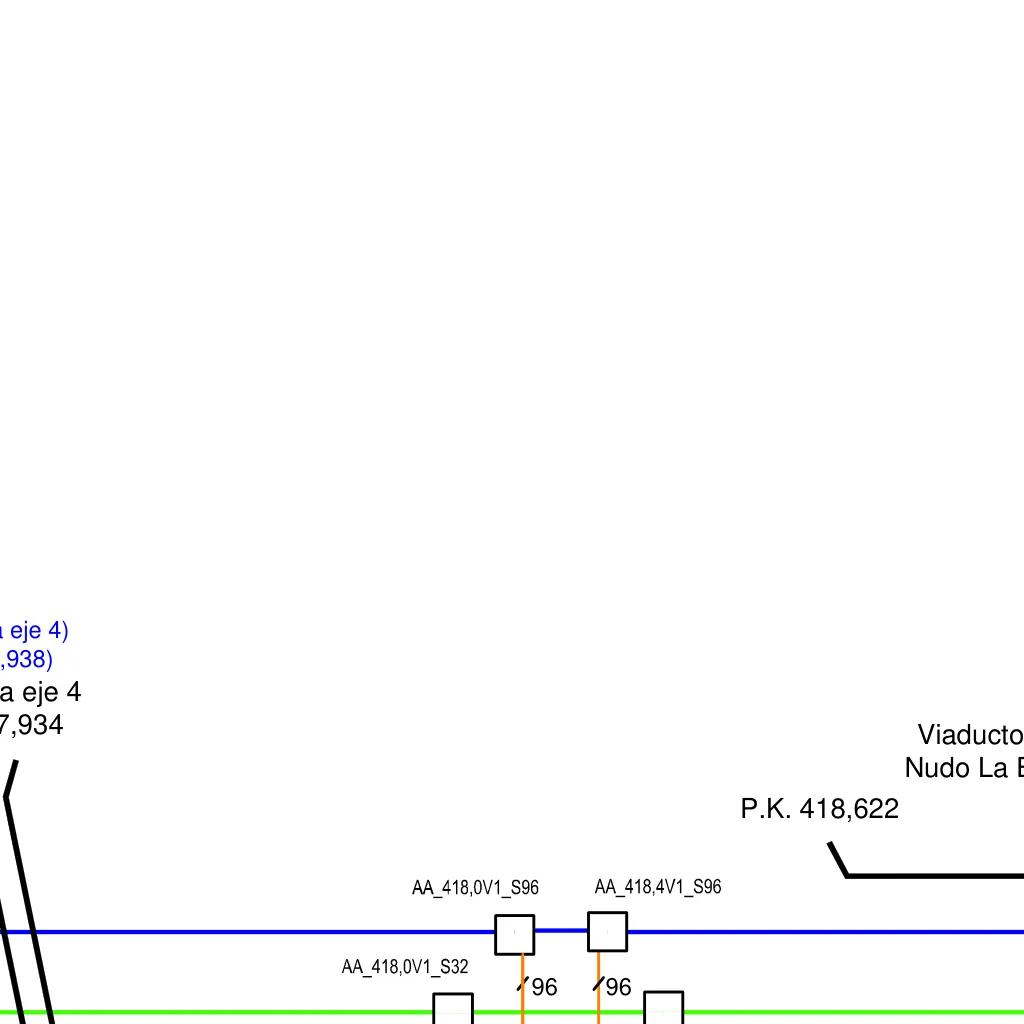 a eje 4)
,938)
a eje 4
7,934
Viaducto
Nudo La
P.K. 418,622
AA_418,0V1_S96
AA_418,4V1_S96
AA_418,0V1_S32
96
96